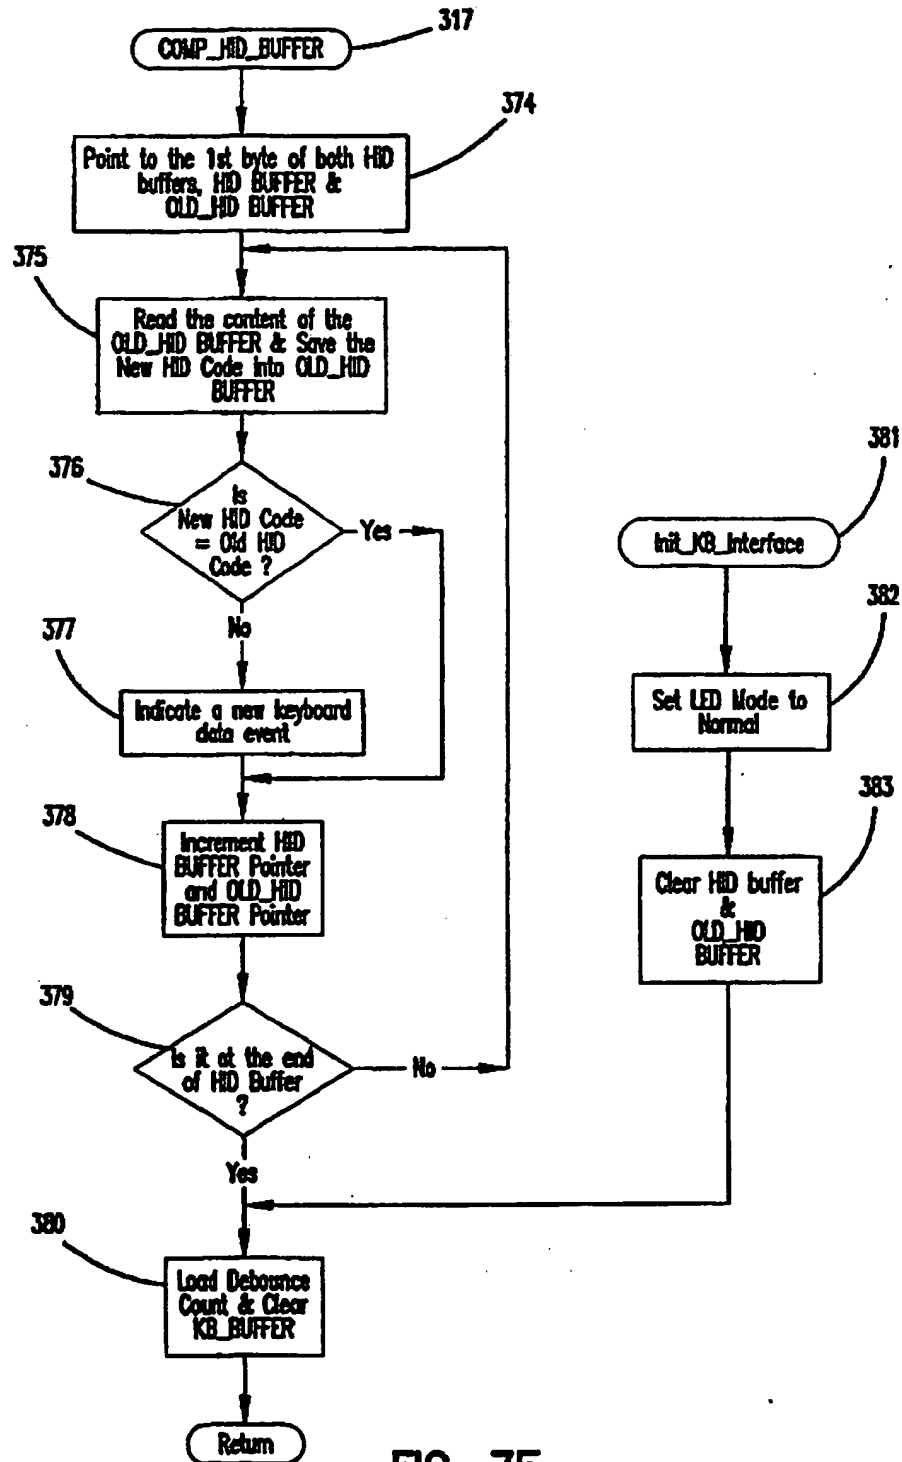 317
COMP_HID_BUFFER
374
Point to the 1st byte of both HID
buffers, HID BUFFER &
OLD_HID BUFFER
375
Read the content of the
OLD_HID BUFFER & Save the
New HID Code into OLD_HID
BUFFER
376
Is
New HID Code
= Old HID
Code ?
Yes
No
377
Indicate a new keyboard
data event
378
Increment HID
BUFFER Pointer
and OLD_HID
BUFFER Pointer
379
Is it at the end
of HID Buffer
?
No
Yes
381
Init_KB_Interface
382
Set LED Mode to
Normal
383
Clear HID buffer
&
OLD_HID
BUFFER
380
Load Debounce
Count & Clear
KB_BUFFER
Return